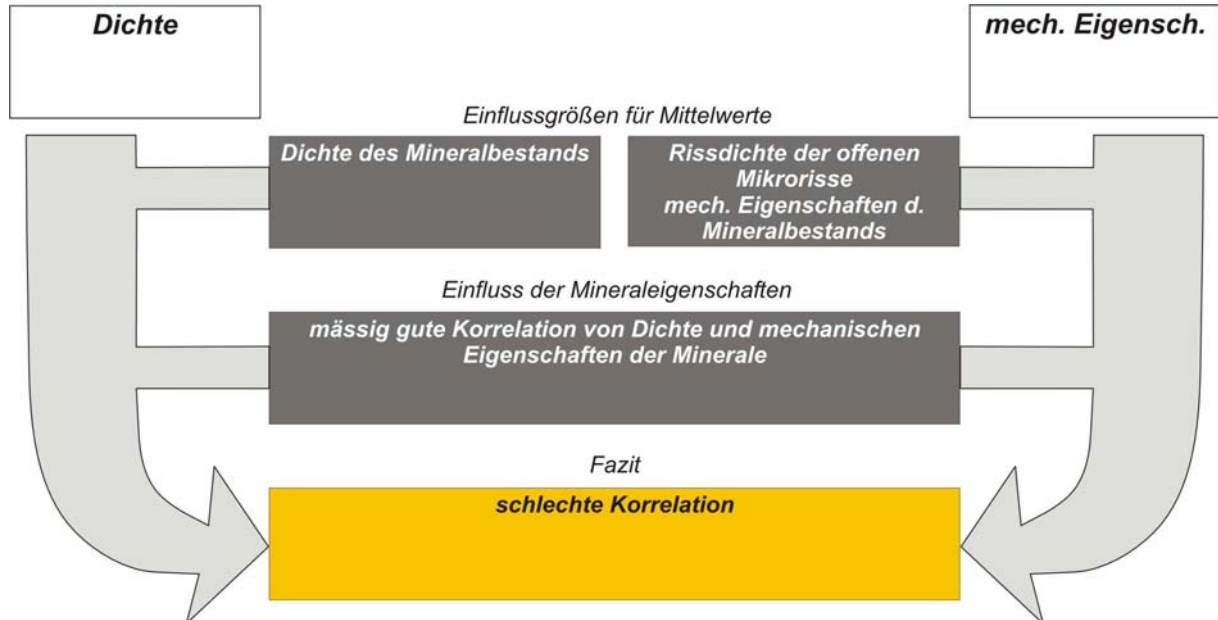 Dichte
mech. Eigensch.
Einflussgrößen für Mittelwerte
Dichte des Mineralbestands
Rissdichte der offenen
Mikrorisse
mech. Eigenschaften d.
Mineralbestands
Einfluss der Mineraleigenschaften
mässig gute Korrelation von Dichte und mechanischen
Eigenschaften der Minerale
Fazit
schlechte Korrelation